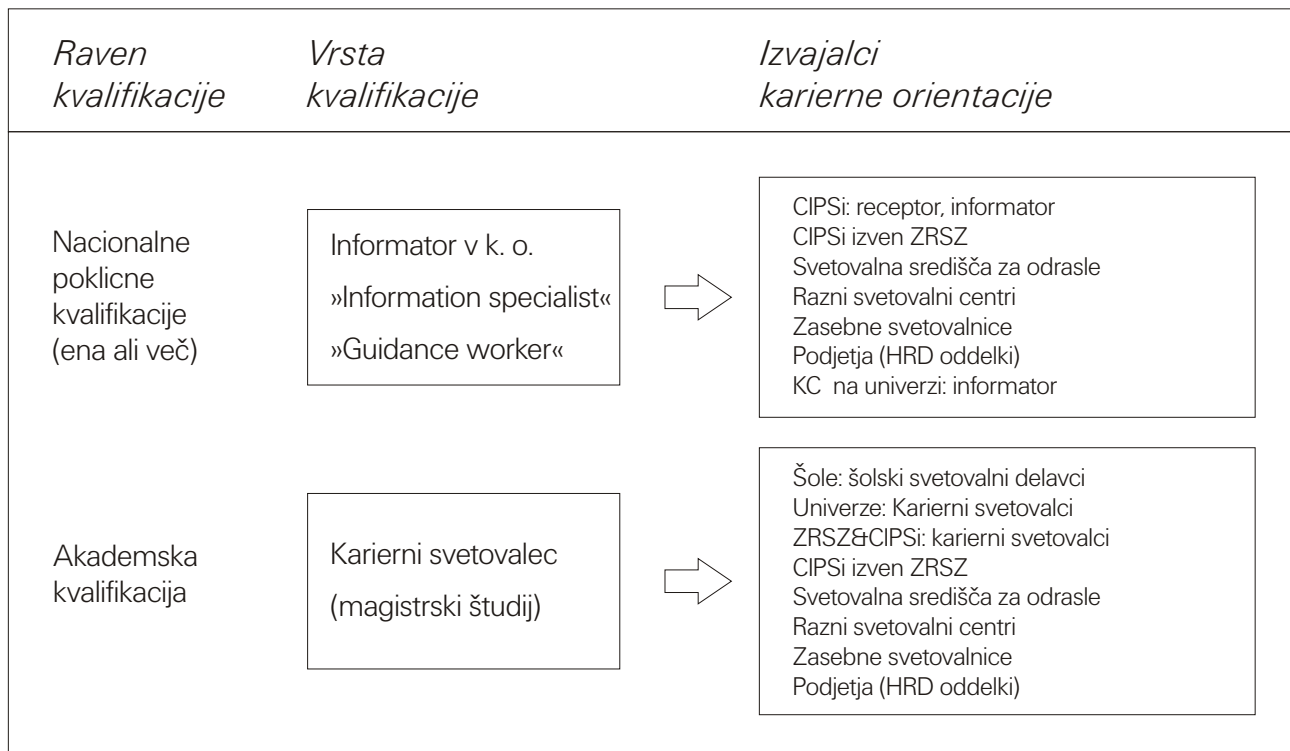 Raven
kvalifikacije
Vrsta
kvalifikacije
Izvajalci
karierne orientacije
Nacionalne
poklicne
kvalifikacije
(ena ali več)
Informator v k. o.
»Information specialist«
»Guidance worker«
CIPSi: receptor, informator
CIPSi izven ZRSZ
Svetovalna središča za odrasle
Razni svetovalni centri
Zasebne svetovalnice
Podjetja (HRD oddelki)
KC na univerzi: informator
Akademska
kvalifikacija
Karierni svetovalec
(magistrski študij)
Šole: šolski svetovalni delavci
Univerze: Karierni svetovalci
ZRSZ&CIPSi: karierni svetovalci
CIPSi izven ZRSZ
Svetovalna središča za odrasle
Razni svetovalni centri
Zasebne svetovalnice
Podjetja (HRD oddelki)